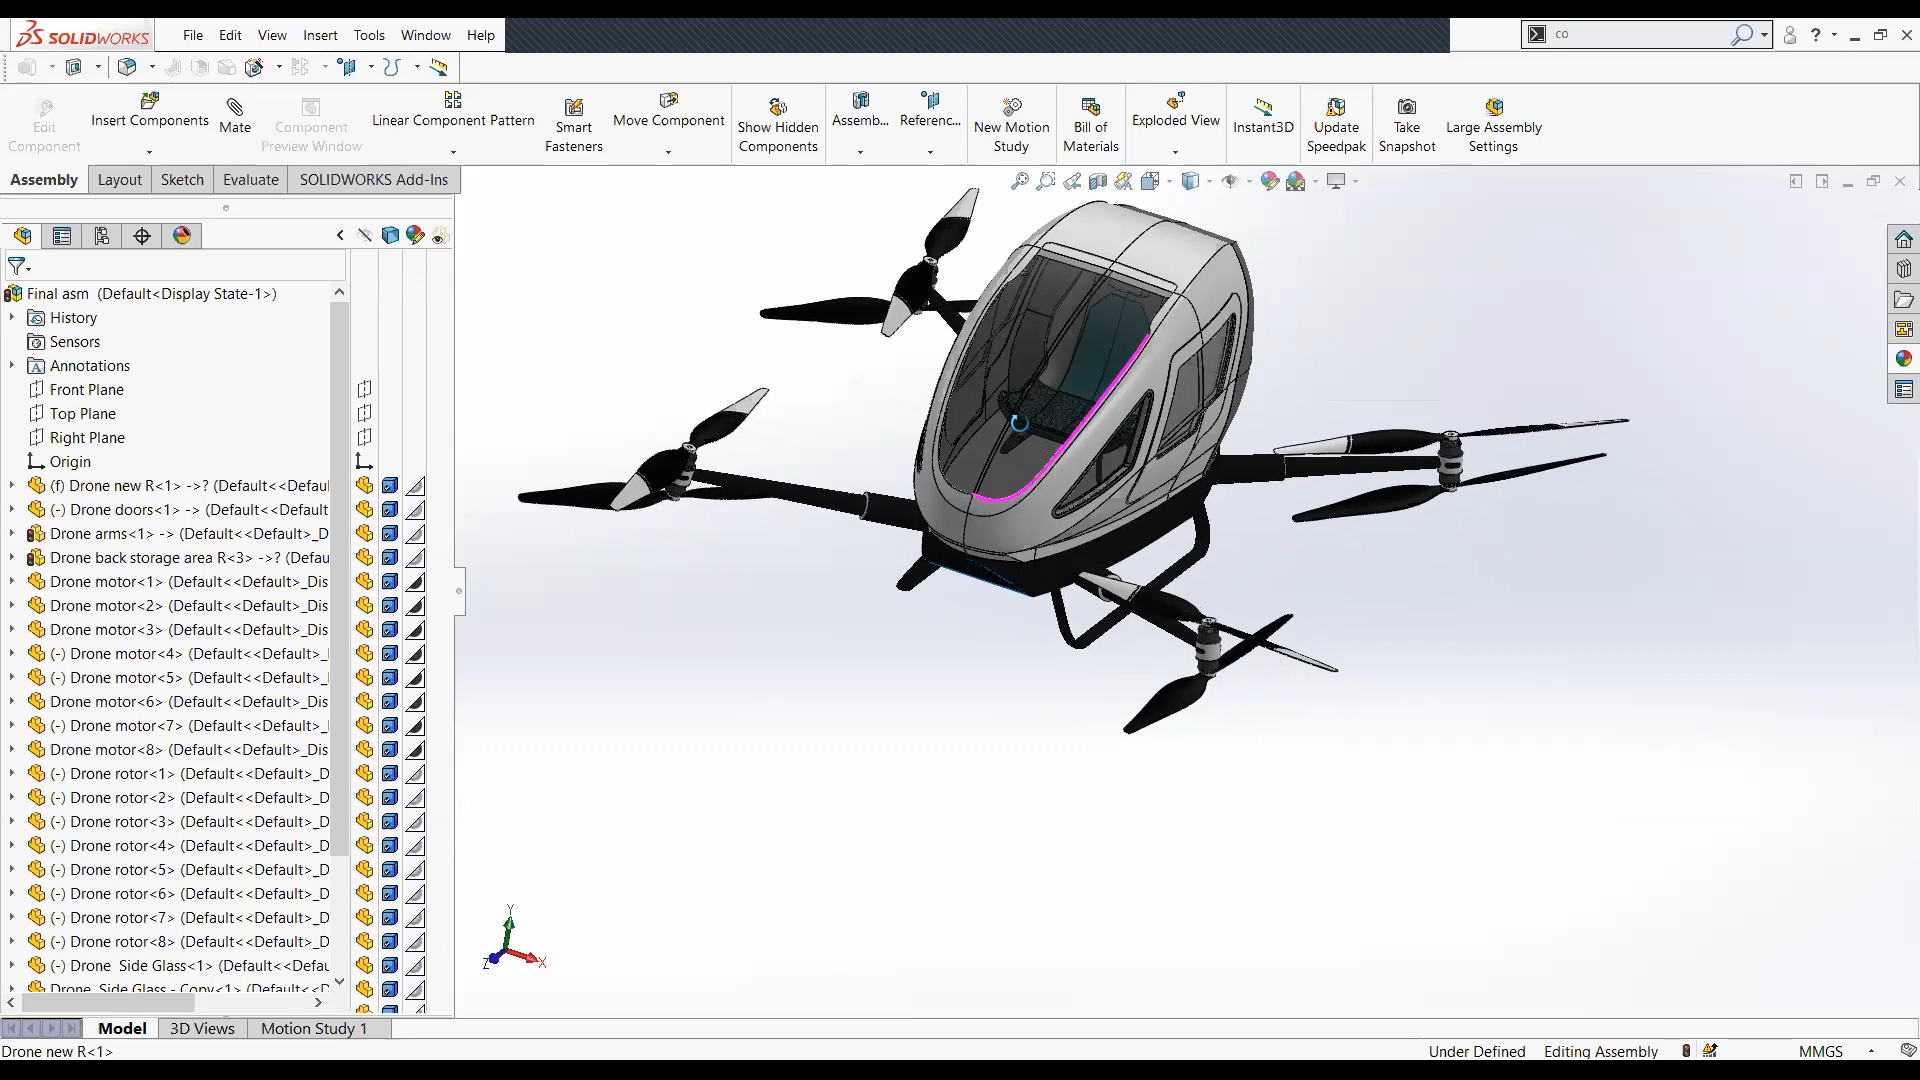 SOLIDWORKS
File Edit View Insert Tools Window Help
co
Edit Component
Insert Components
Mate
Component Preview Window
Linear Component Pattern
Smart Fasteners
Move Component
Show Hidden Components
Assemb...
Referenc...
New Motion Study
Bill of Materials
Exploded View
Instant3D
Update Speedpak
Take Snapshot
Large Assembly Settings
Assembly Layout Sketch Evaluate SOLIDWORKS Add-Ins
Final asm (Default<Display State-1>)
History
Sensors
Annotations
Front Plane
Top Plane
Right Plane
Origin
(f) Drone new R<1> ->? (Default<<Defaul
(-) Drone doors<1> -> (Default<<Default
Drone arms<1> -> (Default<<Default>_D
Drone back storage area R<3> ->? (Defau
Drone motor<1> (Default<<Default>_Dis
Drone motor<2> (Default<<Default>_Dis
Drone motor<3> (Default<<Default>_Dis
(-) Drone motor<4> (Default<<Default>_
(-) Drone motor<5> (Default<<Default>_
Drone motor<6> (Default<<Default>_Dis
(-) Drone motor<7> (Default<<Default>_
Drone motor<8> (Default<<Default>_Dis
(-) Drone rotor<1> (Default<<Default>_D
(-) Drone rotor<2> (Default<<Default>_D
(-) Drone rotor<3> (Default<<Default>_D
(-) Drone rotor<4> (Default<<Default>_D
(-) Drone rotor<5> (Default<<Default>_D
(-) Drone rotor<6> (Default<<Default>_D
(-) Drone rotor<7> (Default<<Default>_D
(-) Drone rotor<8> (Default<<Default>_D
(-) Drone Side Glass<1> (Default<<Defau
Drone Side Glass - Copy<1> (Default<<D
Y
Z
X
Model 3D Views Motion Study 1
Drone new R<1>
Under Defined Editing Assembly MMGS